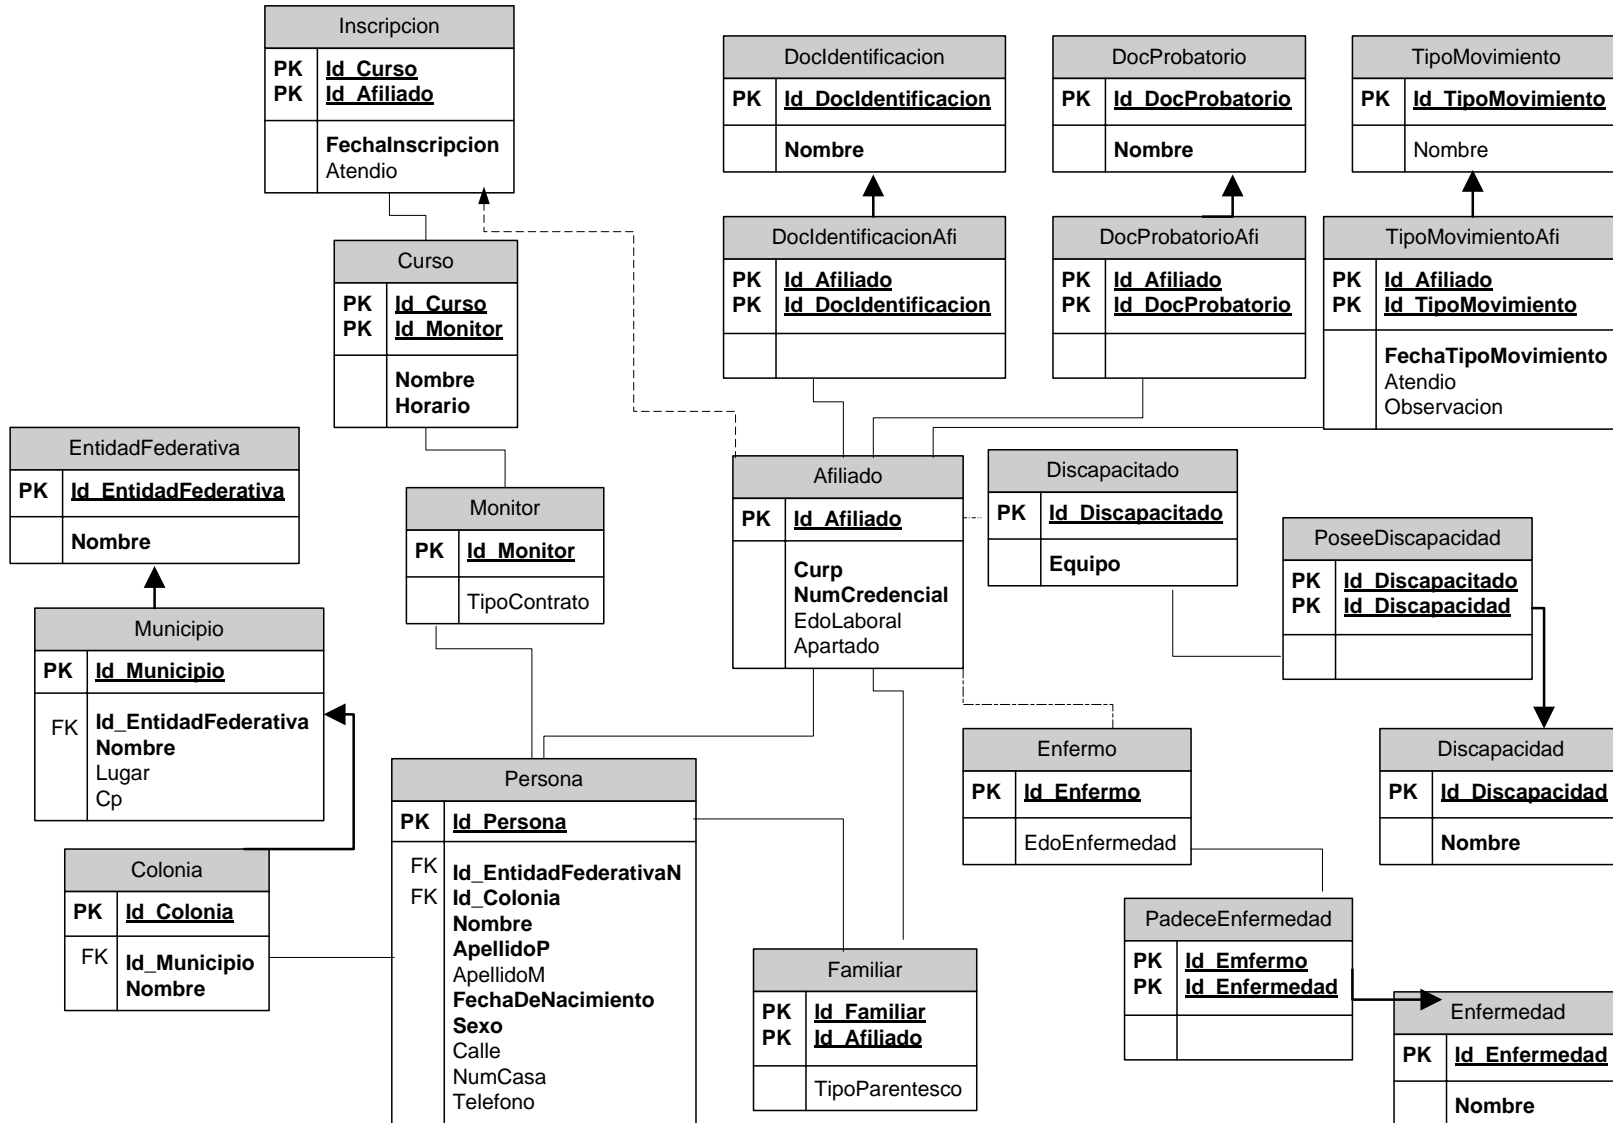 Inscripcion
PK Id_Curso
PK Id_Afiliado
FechaInscripcion
Atendio
DocIdentificacion
PK Id_DocIdentificacion
Nombre
DocProbatorio
PK Id_DocProbatorio
Nombre
TipoMovimiento
PK Id_TipoMovimiento
Nombre
Curso
PK Id_Curso
PK Id_Monitor
Nombre
Horario
DocIdentificacionAfi
PK Id_Afiliado
PK Id_DocIdentificacion
DocProbatorioAfi
PK Id_Afiliado
PK Id_DocProbatorio
TipoMovimientoAfi
PK Id_Afiliado
PK Id_TipoMovimiento
FechaTipoMovimiento
Atendio
Observacion
EntidadFederativa
PK Id_EntidadFederativa
Nombre
Monitor
PK Id_Monitor
TipoContrato
Afiliado
PK Id_Afiliado
Curp
NumCredencial
EdoLaboral
Apartado
Discapacitado
PK Id_Discapacitado
Equipo
PoseeDiscapacidad
PK Id_Discapacitado
PK Id_Discapacidad
Municipio
PK Id_Municipio
FK Id_EntidadFederativa
Nombre
Lugar
Cp
Enfermo
PK Id_Enfermo
EdoEnfermedad
Discapacidad
PK Id_Discapacidad
Nombre
Persona
PK Id_Persona
FK Id_EntidadFederativaN
FK Id_Colonia
Nombre
ApellidoP
ApellidoM
FechaDeNacimiento
Sexo
Calle
NumCasa
Telefono
Colonia
PK Id_Colonia
FK Id_Municipio
Nombre
Familiar
PK Id_Familiar
PK Id_Afiliado
TipoParentesco
PadeceEnfermedad
PK Id_Emfermo
PK Id_Enfermedad
Enfermedad
PK Id_Enfermedad
Nombre